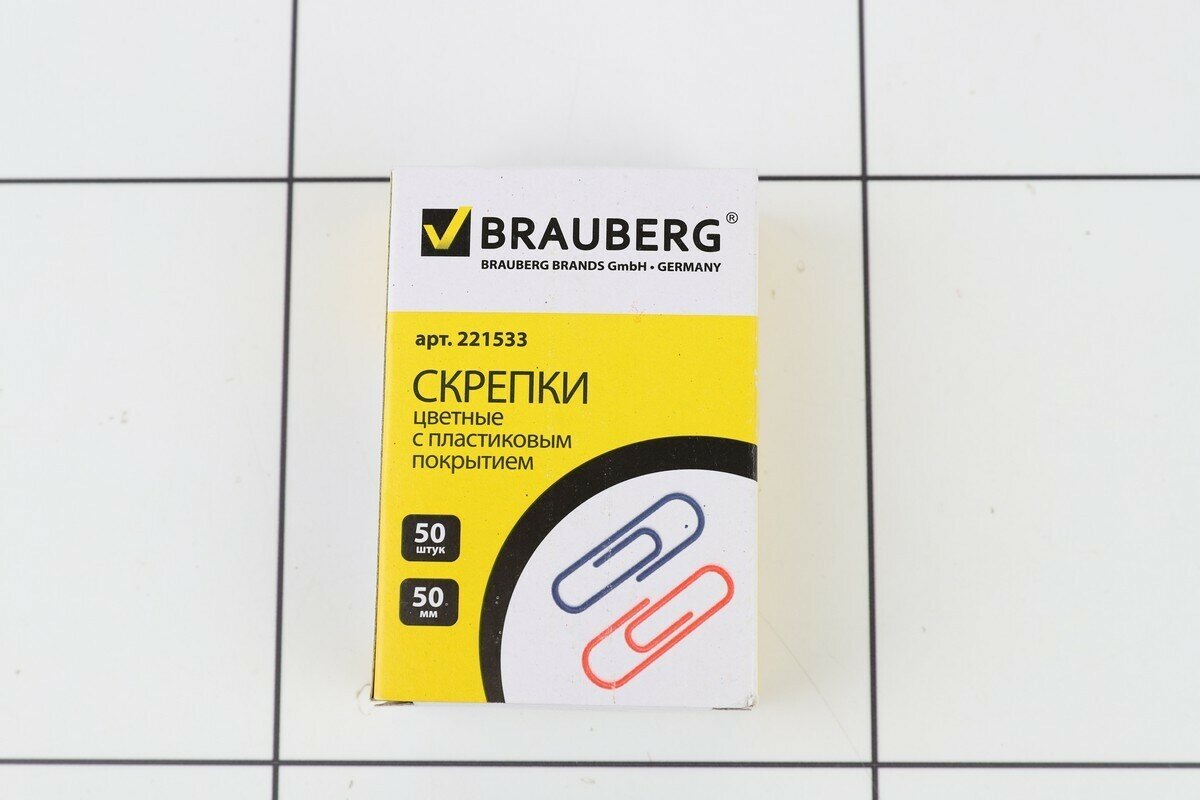 BRAUBERG®
BRAUBERG BRANDS GmbH • GERMANY
арт. 221533
СКРЕПКИ
цветные
с пластиковым
покрытием
50
штук
50
мм